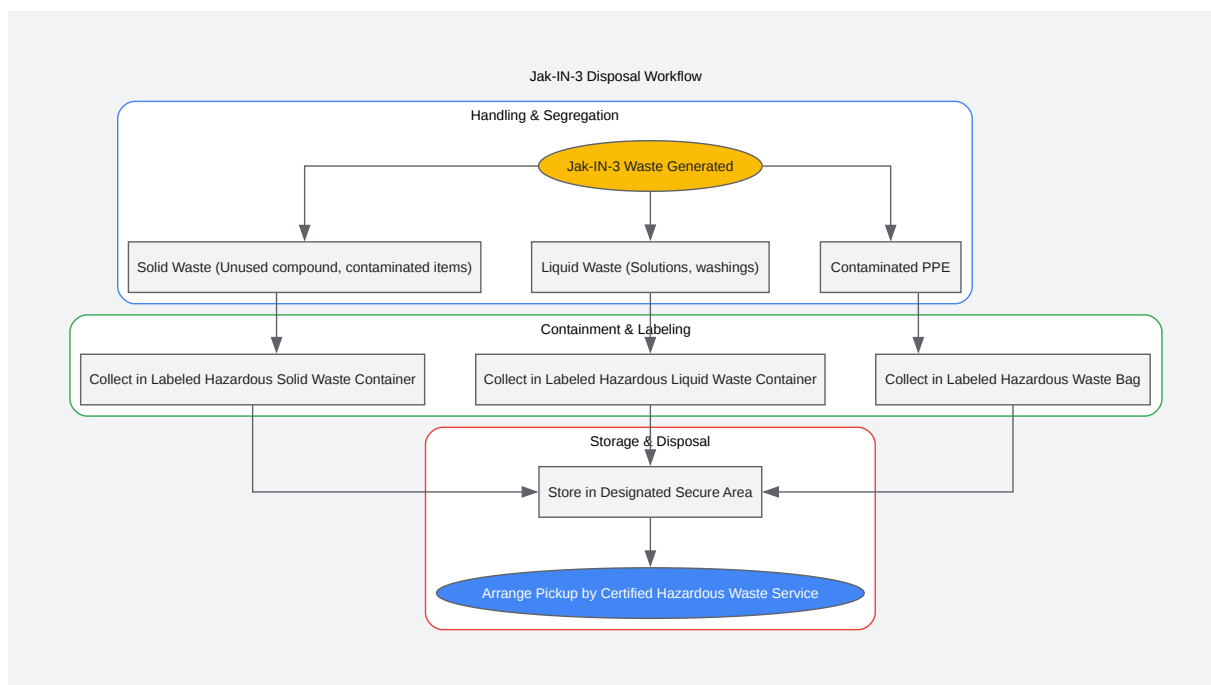 Jak-IN-3 Disposal Workflow
Handling & Segregation
Jak-IN-3 Waste Generated
Solid Waste (Unused compound, contaminated items)
Liquid Waste (Solutions, washings)
Contaminated PPE
Containment & Labeling
Collect in Labeled Hazardous Solid Waste Container
Collect in Labeled Hazardous Liquid Waste Container
Collect in Labeled Hazardous Waste Bag
Storage & Disposal
Store in Designated Secure Area
Arrange Pickup by Certified Hazardous Waste Service